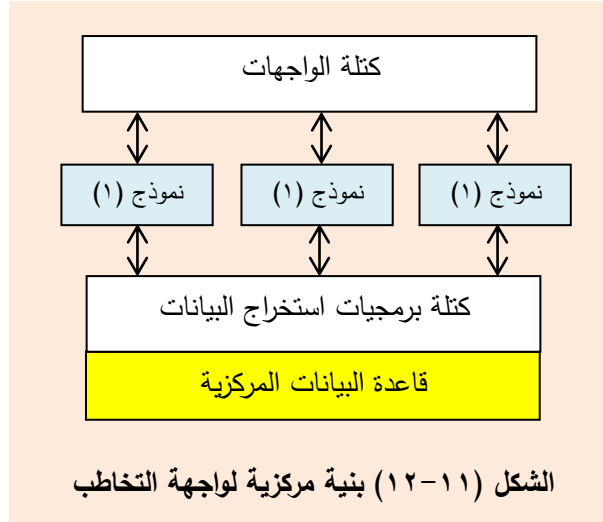 كتلة الواجهات
نموذج (١) نموذج (١) نموذج (١)
كتلة برمجيات استخراج البيانات
قاعدة البيانات المركزية
الشكل (١١-١٢) بنية مركزية لواجهة التخاطب